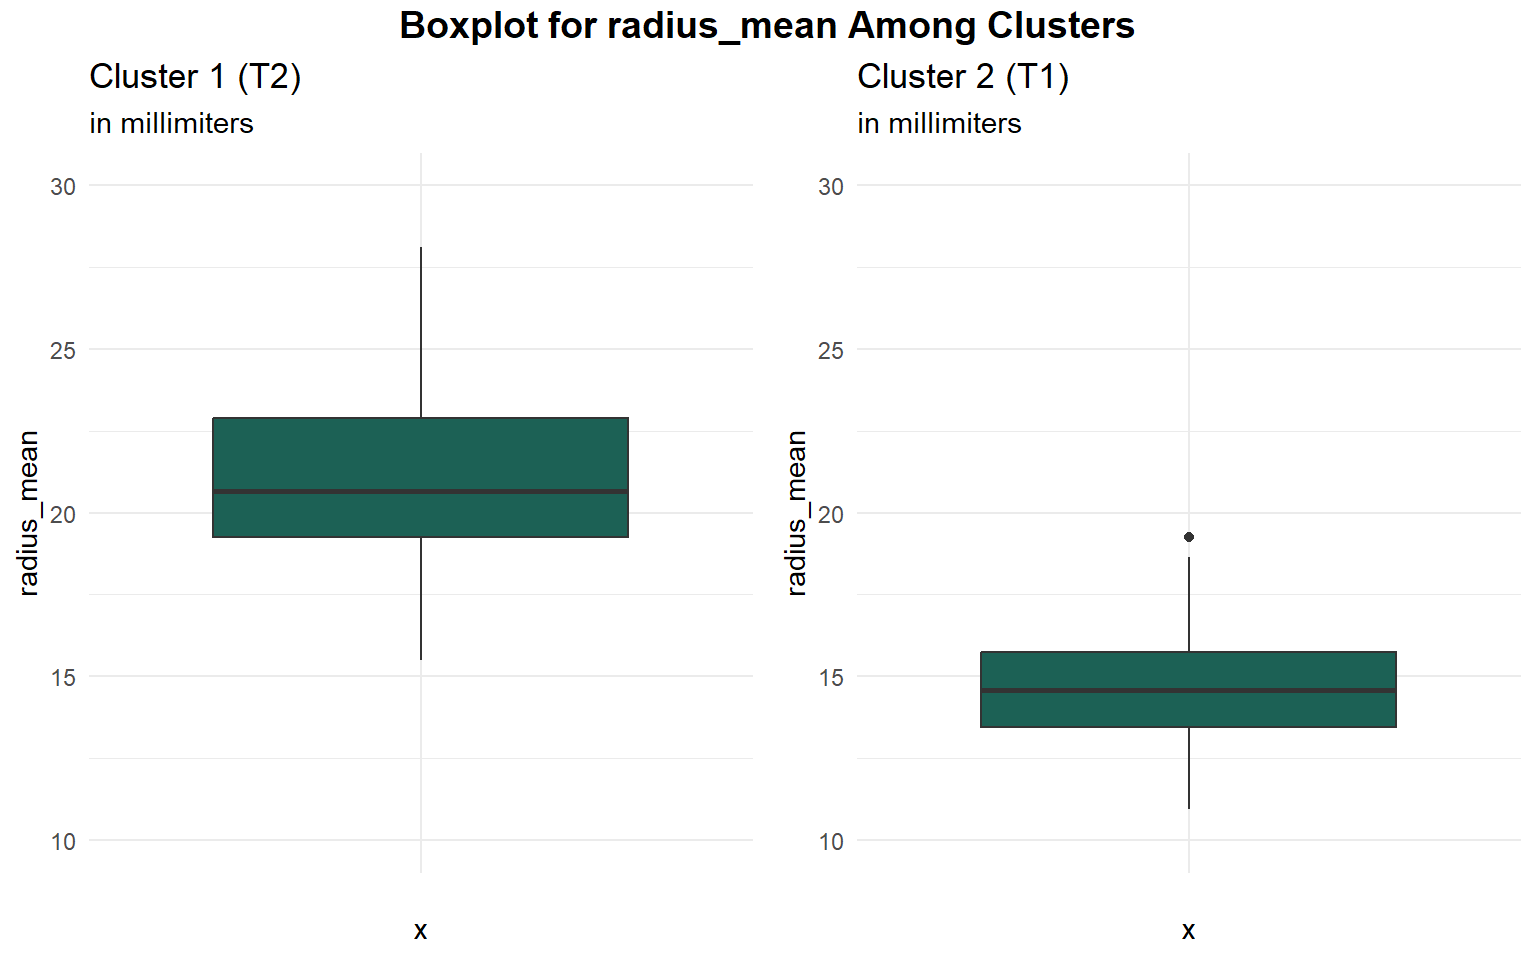 Boxplot for radius_mean Among Clusters
Cluster 1 (T2)
in millimiters
radius_mean
30
25
20
15
10
x
Cluster 2 (T1)
in millimiters
radius_mean
30
25
20
15
10
x